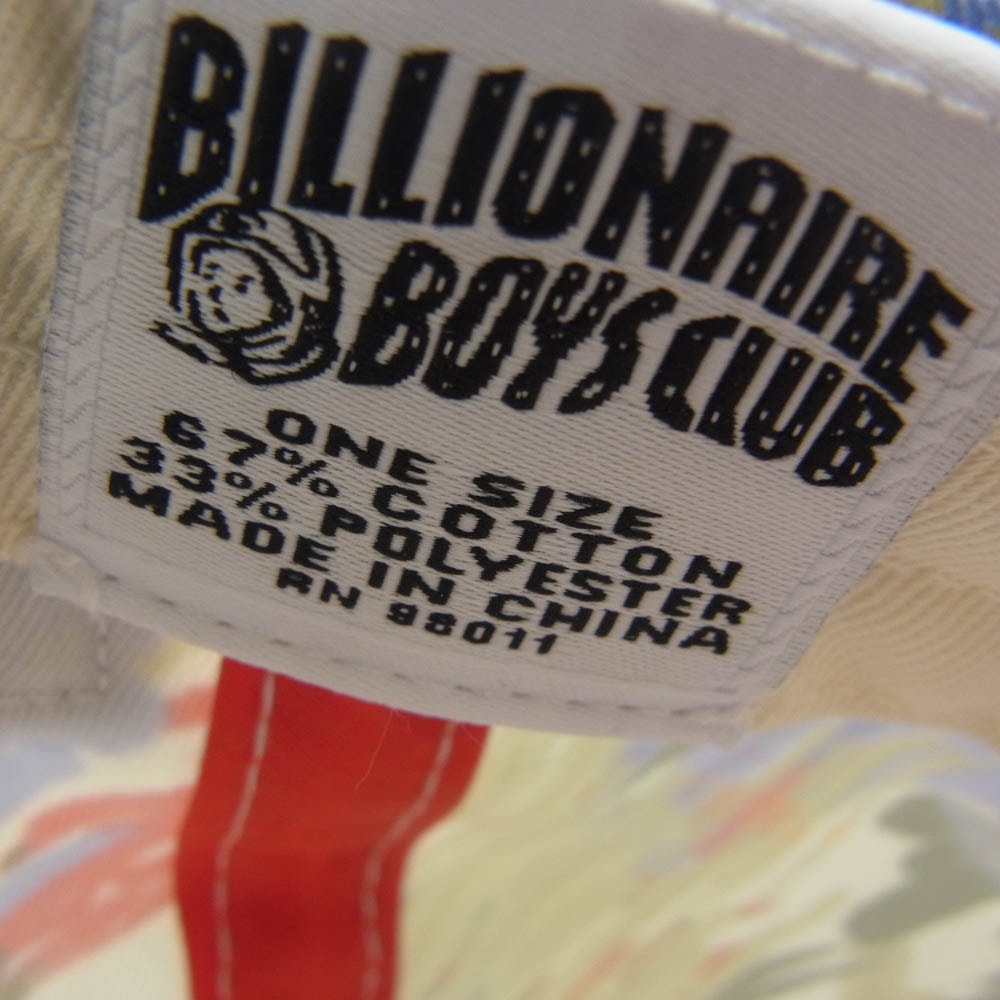 BILLIONAIRE
BOYS CLUB
ONE SIZE
67% COTTON
33% POLYESTER
MADE IN CHINA
RN 98011